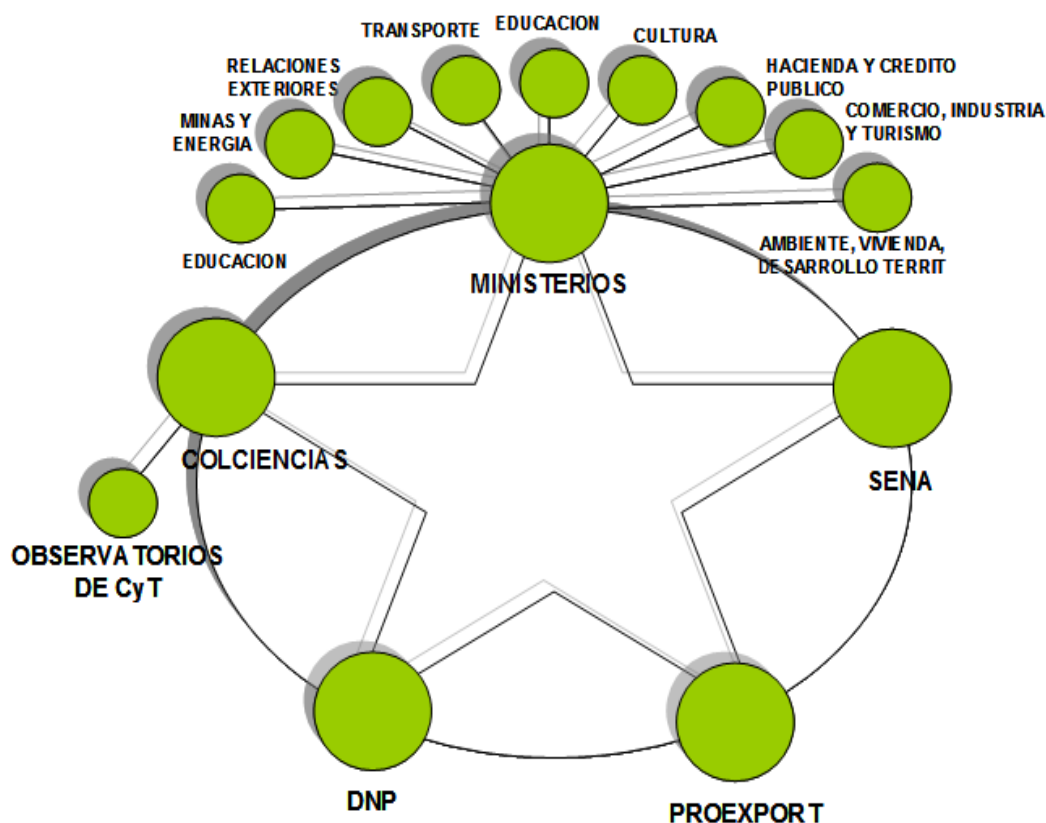 EDUCACION
TRANSPORTE
CULTURA
RELACIONES
EXTERIORES
HACIENDA Y CREDITO
PUBLICO
MINAS Y
ENERGIA
COMERCIO, INDUSTRIA
Y TURISMO
EDUCACION
AMBIENTE, VIVIENDA,
DESARROLLO TERRIT
MINISTERIOS
COLCIENCIAS
SENA
OBSERVATORIOS
DE CyT
DNP
PROEXPORT